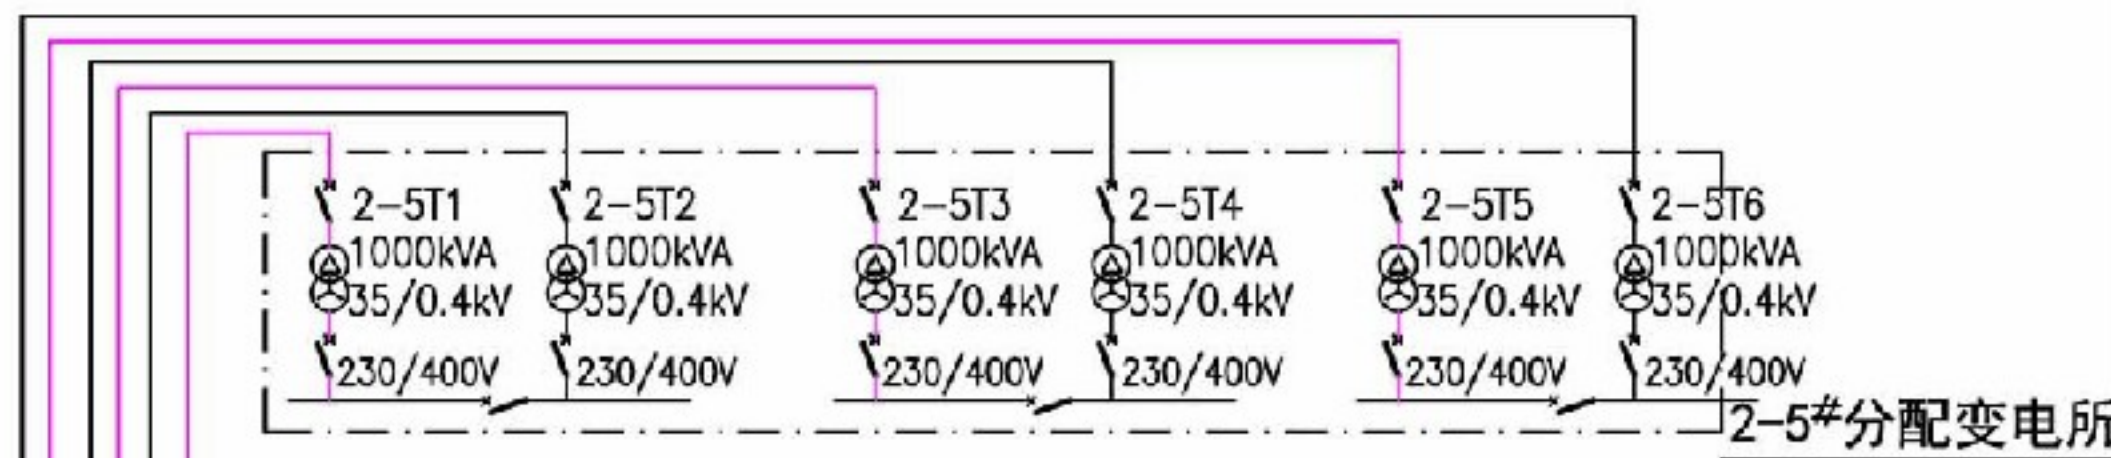 2-5T1
1000kVA
35/0.4kV
230/400V
2-5T2
1000kVA
35/0.4kV
230/400V
2-5T3
1000kVA
35/0.4kV
230/400V
2-5T4
1000kVA
35/0.4kV
230/400V
2-5T5
1000kVA
35/0.4kV
230/400V
2-5T6
1000kVA
35/0.4kV
230/400V
2-5#分配变电所